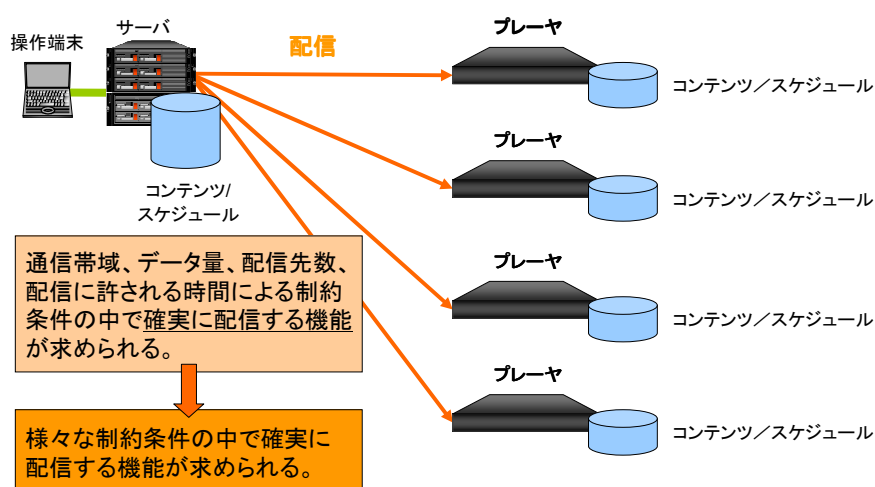 操作端末
サーバ
配信
プレーヤ
コンテンツ／スケジュール
プレーヤ
コンテンツ／スケジュール
コンテンツ/
スケジュール
通信帯域、データ量、配信先数、
配信に許される時間による制約
条件の中で確実に配信する機能
が求められる。
プレーヤ
コンテンツ／スケジュール
プレーヤ
コンテンツ／スケジュール
様々な制約条件の中で確実に
配信する機能が求められる。